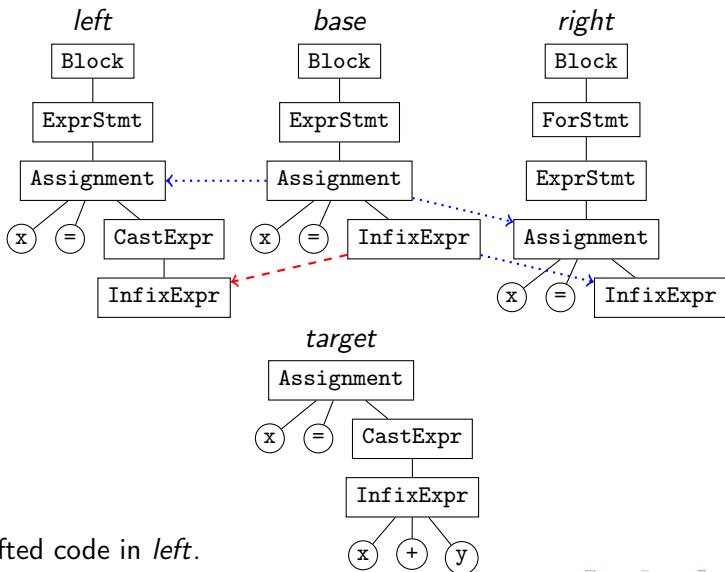 left base right
Block Block Block
ExprStmt ExprStmt ForStmt
Assignment Assignment ExprStmt
x = CastExpr x = InfixExpr Assignment
InfixExpr x = InfixExpr
target
Assignment
x = CastExpr
InfixExpr
fted code in left.
x + y